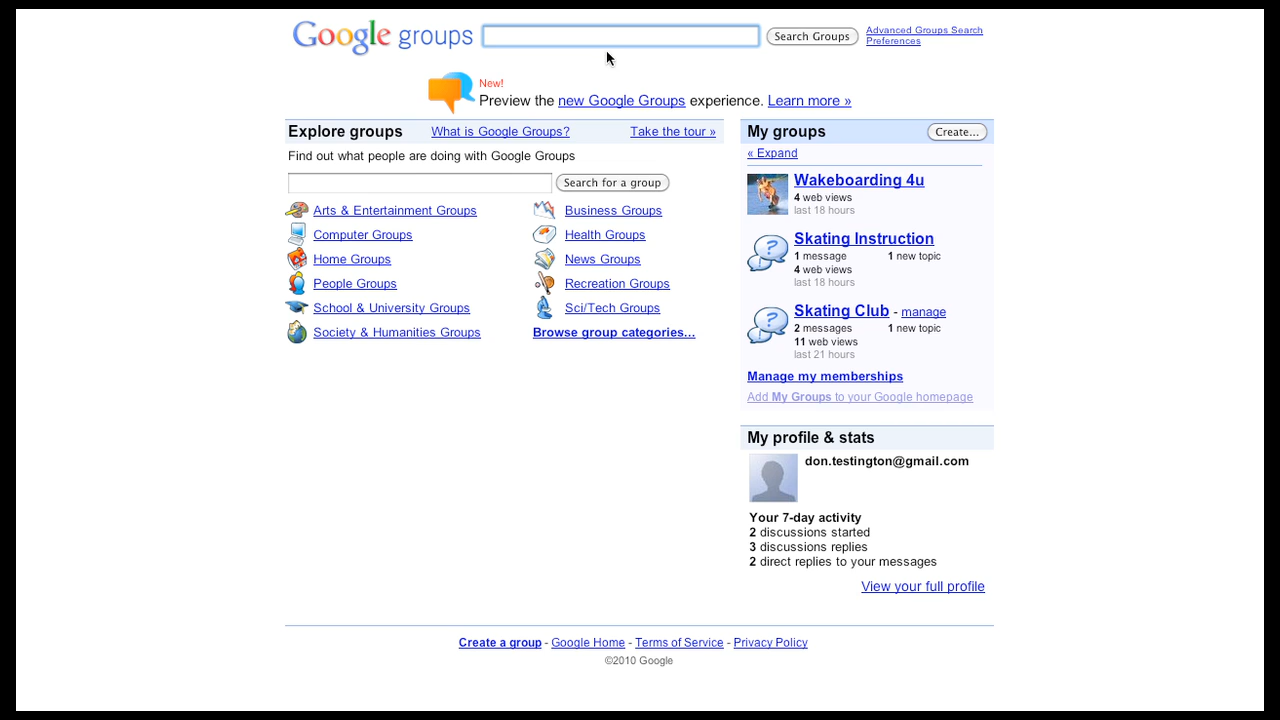 Google groups Search Groups Advanced Groups Search
Preferences
New!
Preview the new Google Groups experience. Learn more »
Explore groups What is Google Groups? Take the tour »
Find out what people are doing with Google Groups
Search for a group
Arts & Entertainment Groups Business Groups
Computer Groups Health Groups
Home Groups News Groups
People Groups Recreation Groups
School & University Groups Sci/Tech Groups
Society & Humanities Groups Browse group categories...
My groups Create...
« Expand
Wakeboarding 4u
4 web views
last 18 hours
Skating Instruction
1 message 1 new topic
4 web views
last 18 hours
Skating Club - manage
2 messages 1 new topic
11 web views
last 21 hours
Manage my memberships
Add My Groups to your Google homepage
My profile & stats
don.testington@gmail.com
Your 7-day activity
2 discussions started
3 discussions replies
2 direct replies to your messages
View your full profile
Create a group - Google Home - Terms of Service - Privacy Policy
©2010 Google